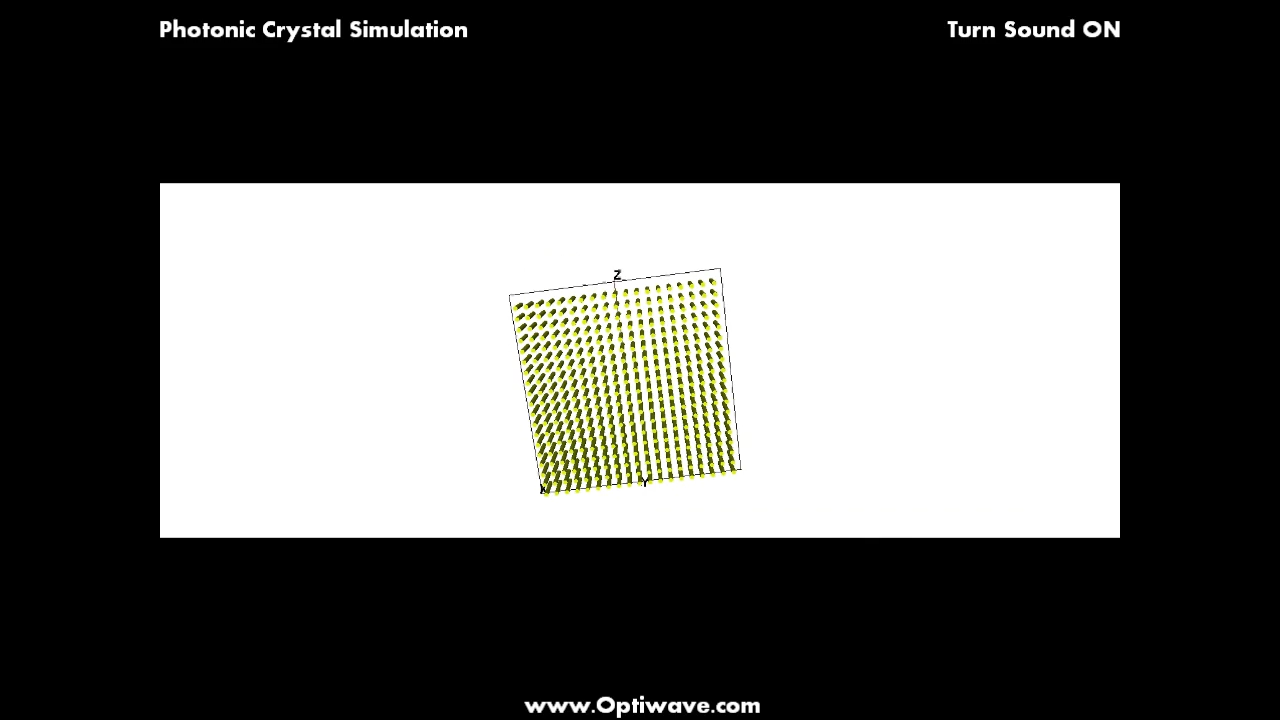 Photonic Crystal Simulation
Turn Sound ON
Z
X
Y
www.Optiwave.com